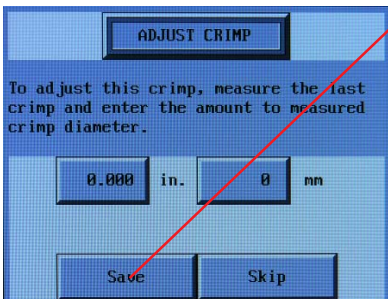 ADJUST CRIMP
To adjust this crimp, measure the last
crimp and enter the amount to measured
crimp diameter.
0.000 in. 0 mm
Save Skip